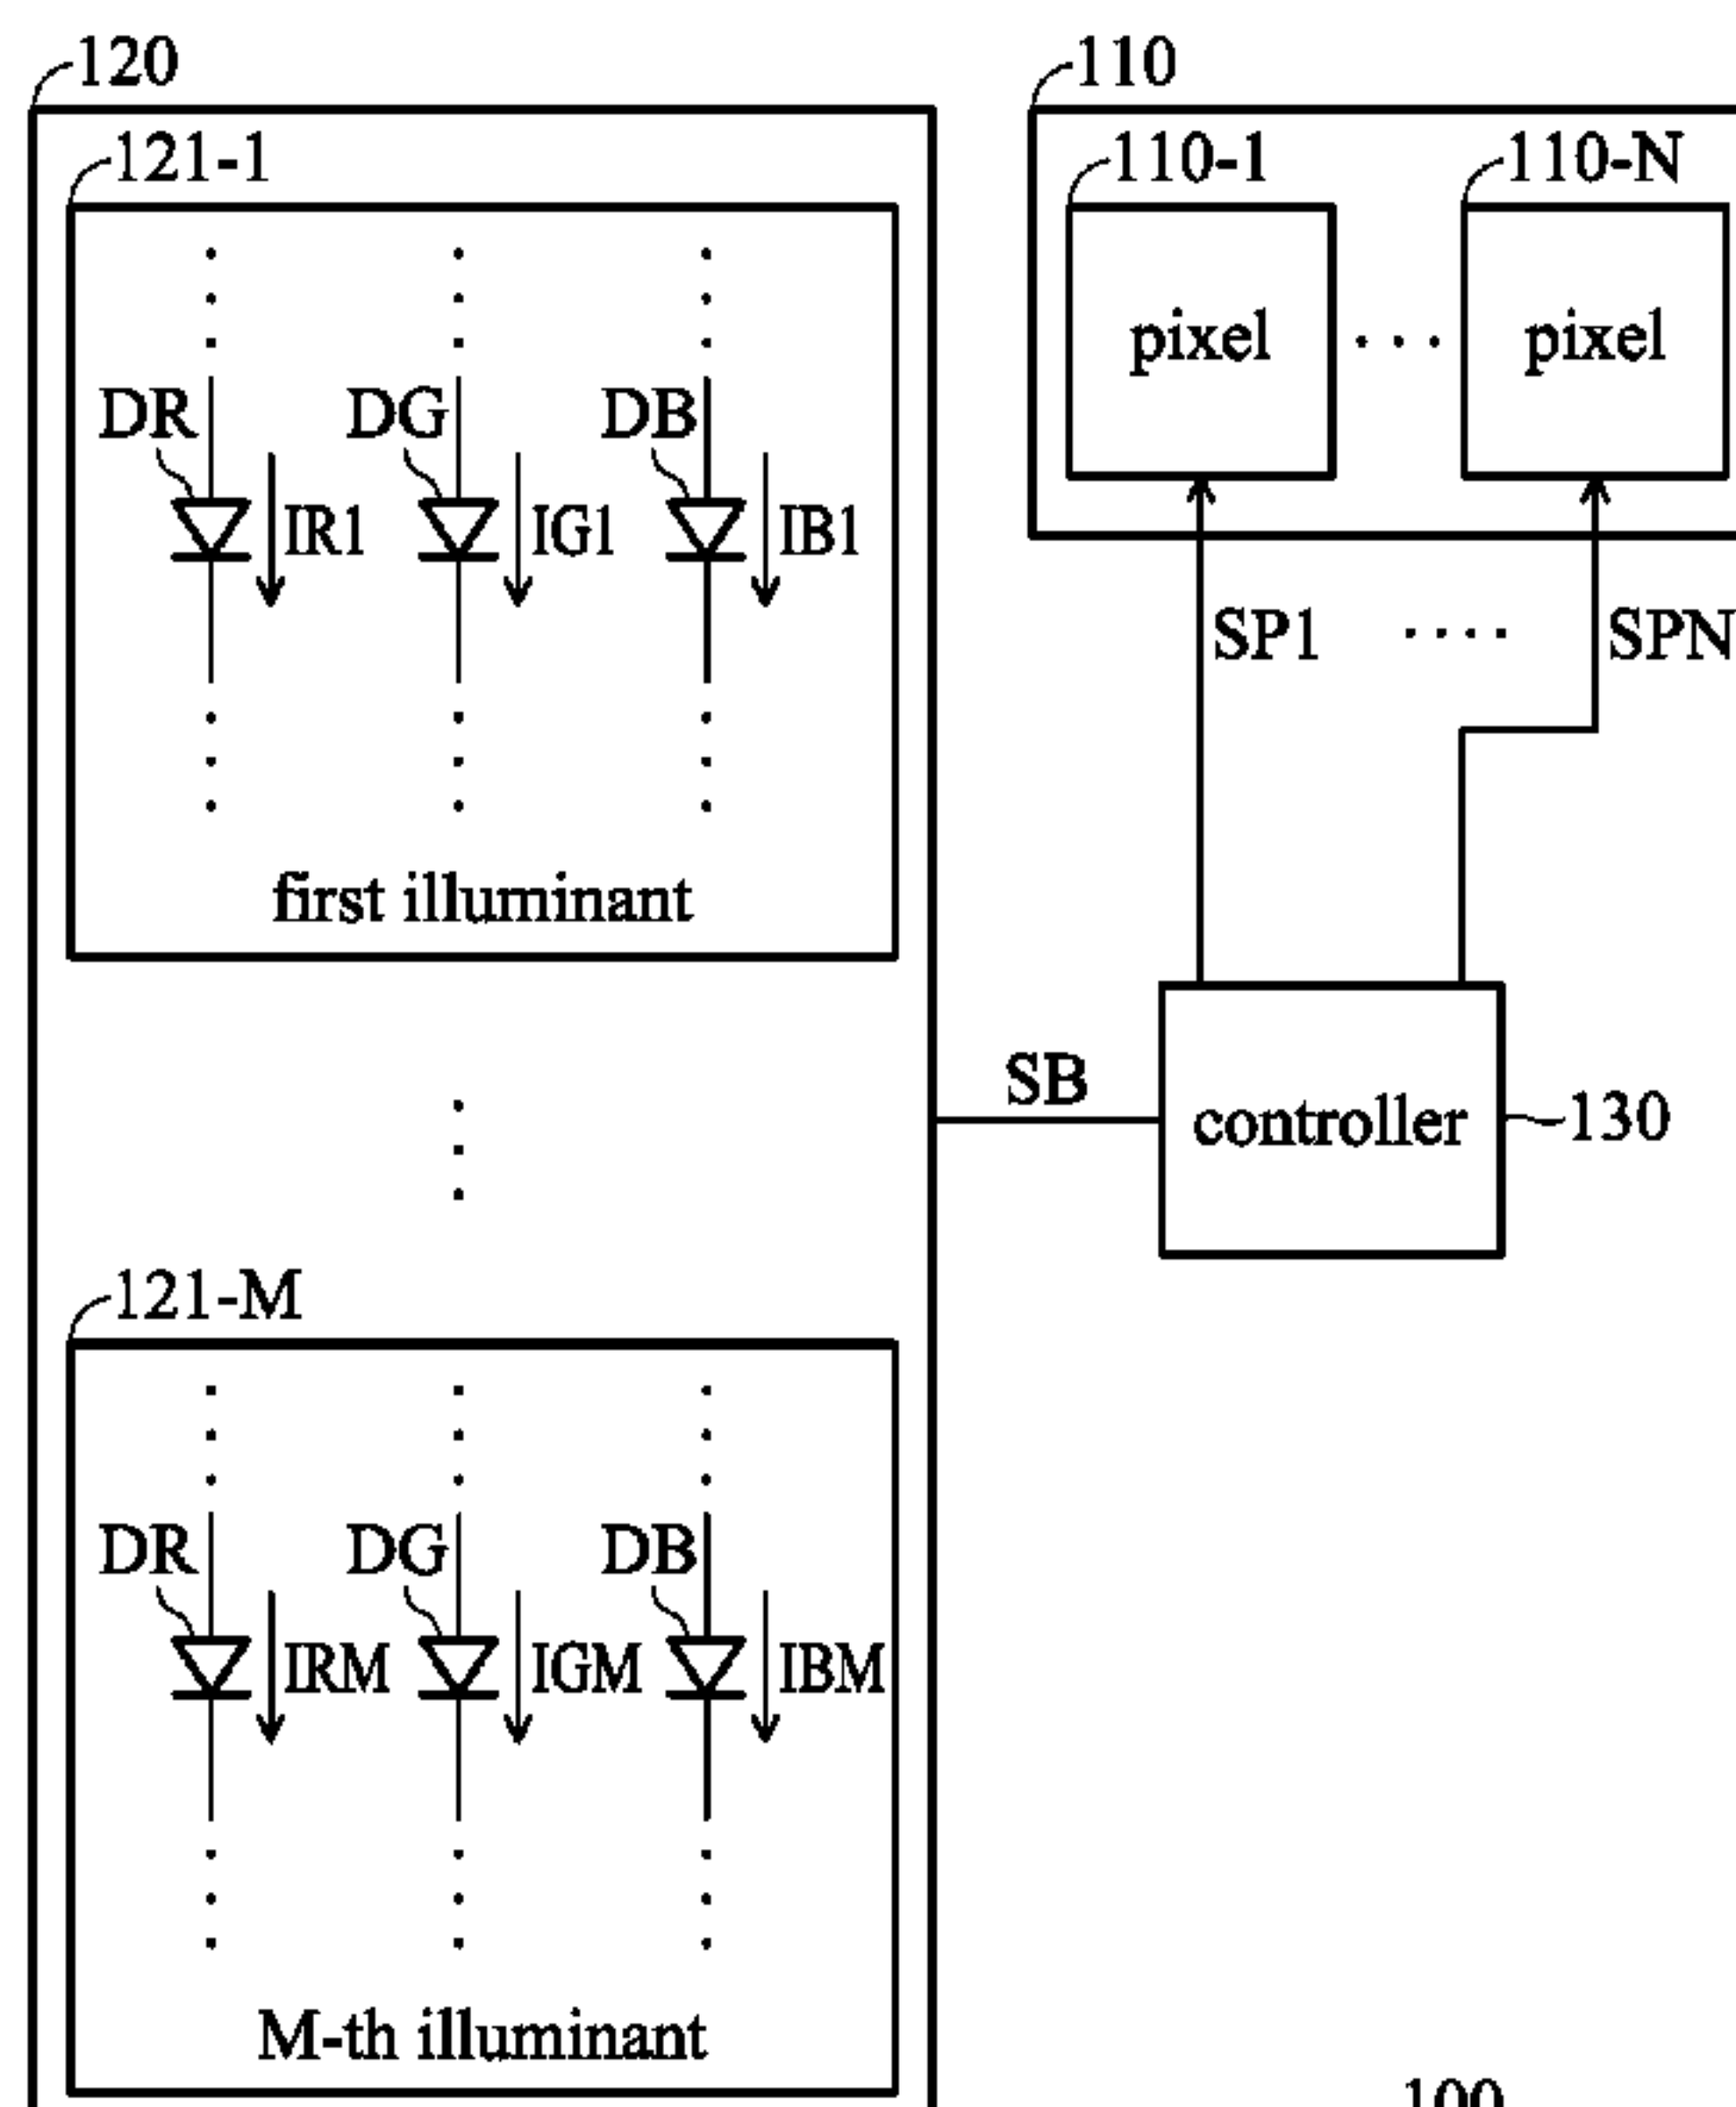 120
110
121-1
110-1
110-N
pixel
pixel
DR
DG
DB
IR1
IG1
IB1
SP1
SPN
first illuminant
SB
controller
130
121-M
DR
DG
DB
IRM
IGM
IBM
M-th illuminant
100